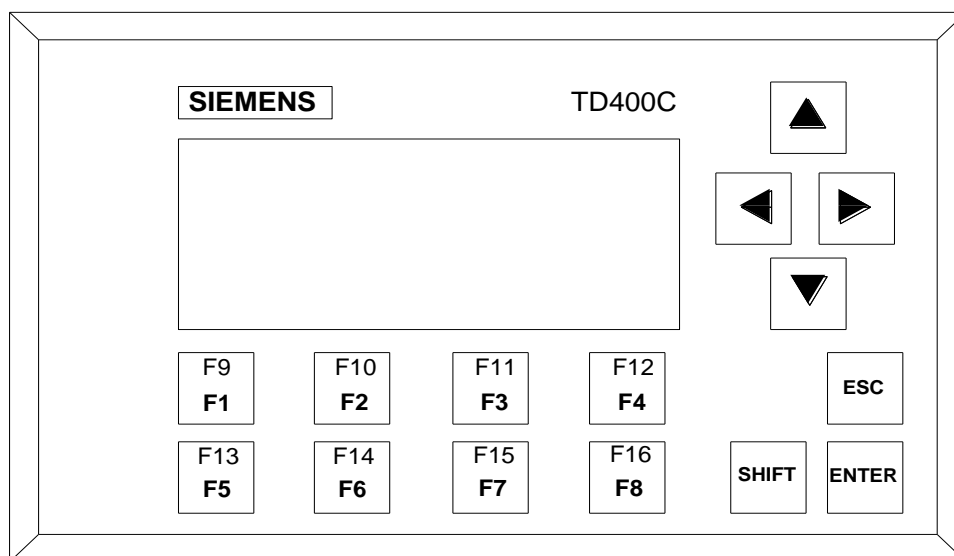 SIEMENS TD400C
F9 F10 F11 F12
F1 F2 F3 F4 ESC
F13 F14 F15 F16
F5 F6 F7 F8 SHIFT ENTER